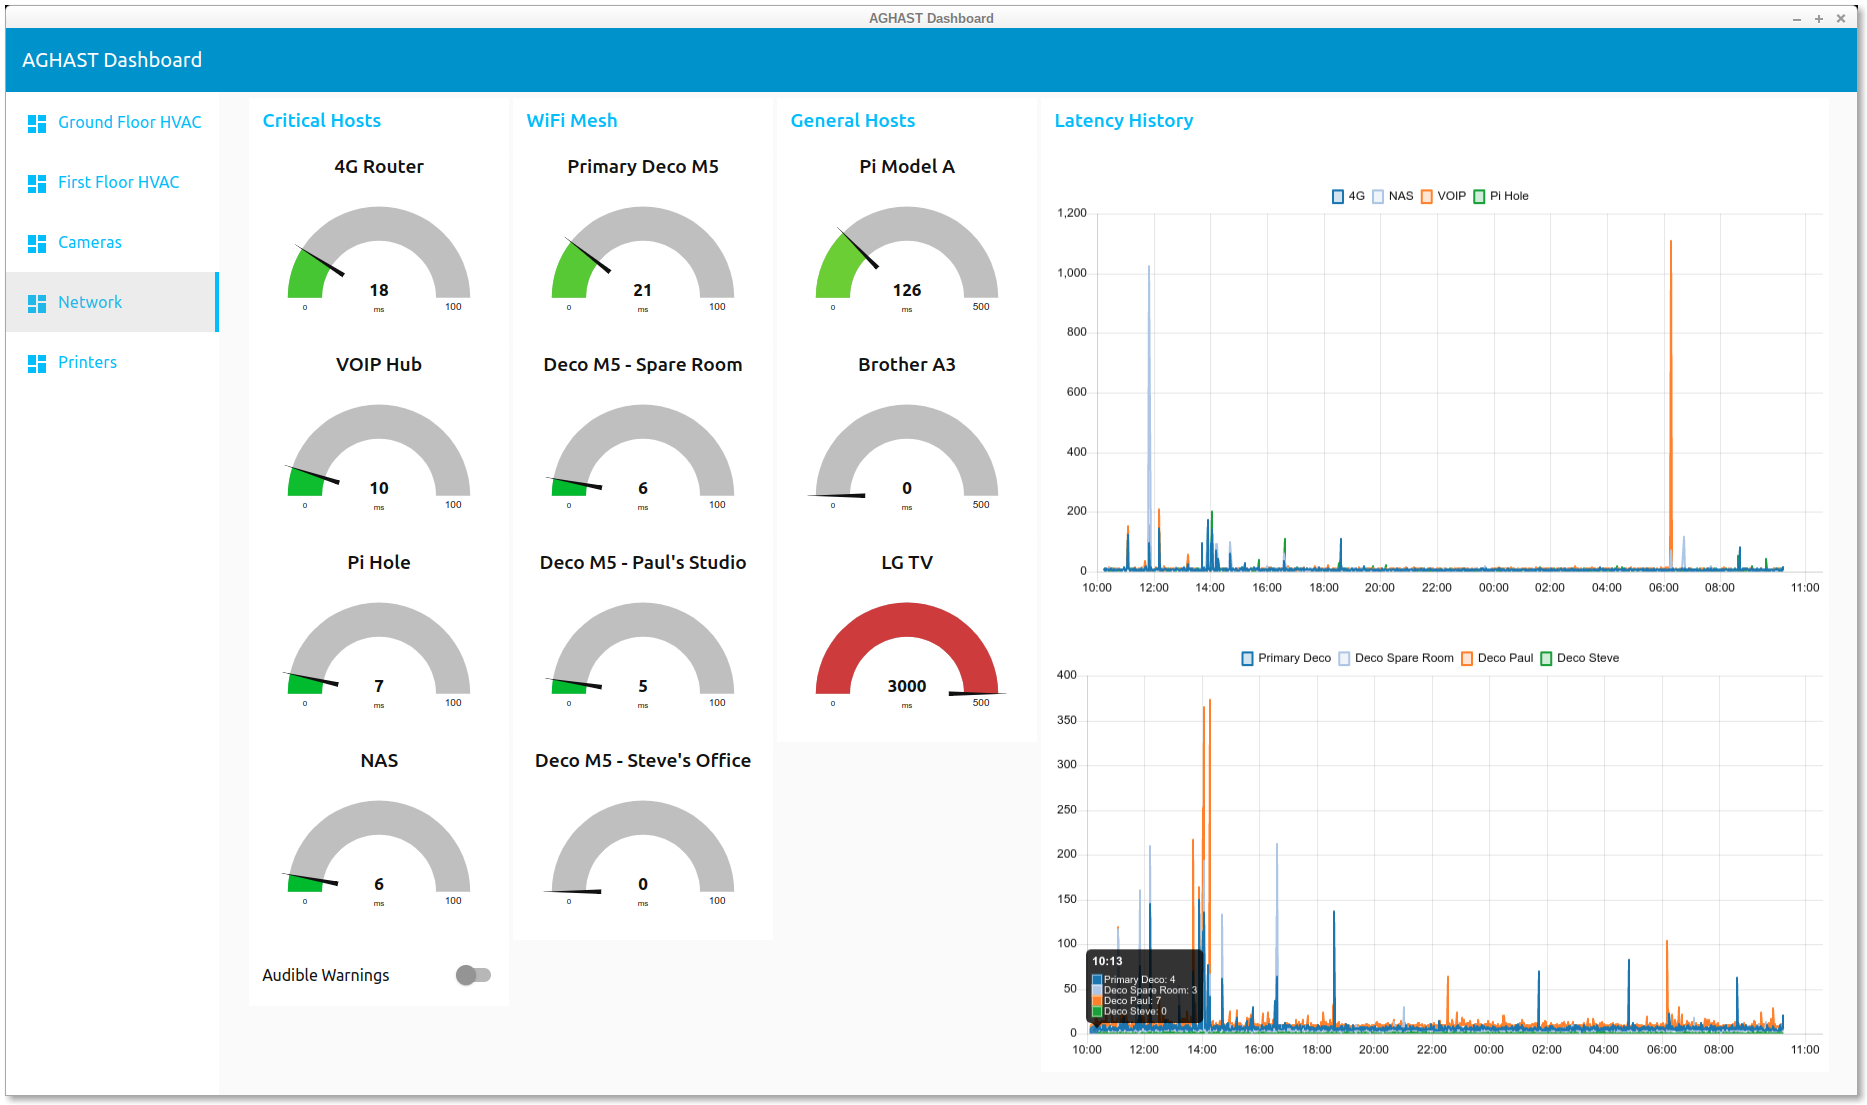 AGHAST Dashboard
AGHAST Dashboard
Ground Floor HVAC
First Floor HVAC
Cameras
Network
Printers
Critical Hosts
4G Router
18
0 ms 100
VOIP Hub
10
0 ms 100
Pi Hole
7
0 ms 100
NAS
6
0 ms 100
Audible Warnings
WiFi Mesh
Primary Deco M5
21
0 ms 100
Deco M5 - Spare Room
6
0 ms 100
Deco M5 - Paul's Studio
5
0 ms 100
Deco M5 - Steve's Office
0
0 ms 100
General Hosts
Pi Model A
126
0 ms 500
Brother A3
0
0 ms 500
LG TV
3000
0 ms 500
Latency History
4G NAS VOIP Pi Hole
1,200
1,000
800
600
400
200
0
10:00 12:00 14:00 16:00 18:00 20:00 22:00 00:00 02:00 04:00 06:00 08:00 11:00
Primary Deco Deco Spare Room Deco Paul Deco Steve
400
350
300
250
200
150
100
50
0
10:13
Primary Deco: 4
Deco Spare Room: 3
Deco Paul: 7
Deco Steve: 0
10:00 12:00 14:00 16:00 18:00 20:00 22:00 00:00 02:00 04:00 06:00 08:00 11:00